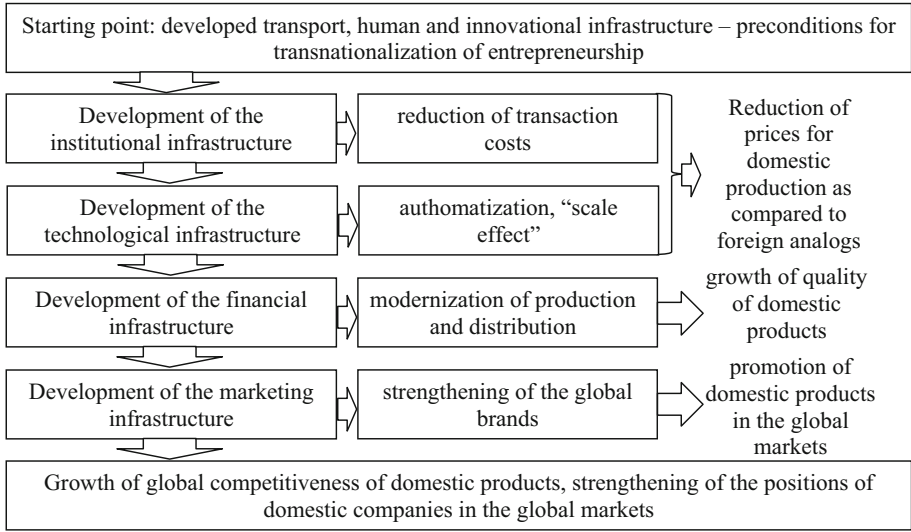 Starting point: developed transport, human and innovational infrastructure – preconditions for
transnationalization of entrepreneurship
Development of the
institutional infrastructure
reduction of transaction
costs
Reduction of
prices for
domestic
production as
compared to
foreign analogs
Development of the
technological infrastructure
authomatization, “scale
effect”
Development of the financial
infrastructure
modernization of production
and distribution
growth of quality
of domestic
products
Development of the marketing
infrastructure
strengthening of the global
brands
promotion of
domestic products
in the global
markets
Growth of global competitiveness of domestic products, strengthening of the positions of
domestic companies in the global markets